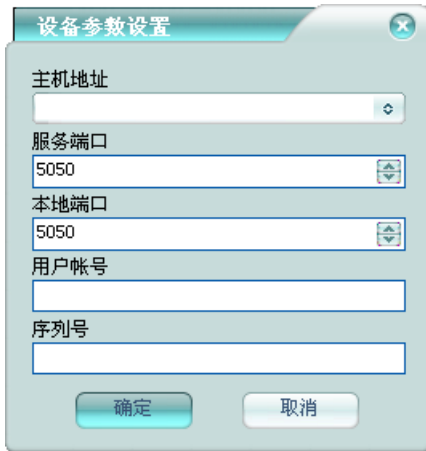 设备参数设置
主机地址
服务端口
5050
本地端口
5050
用户帐号
序列号
确定
取消